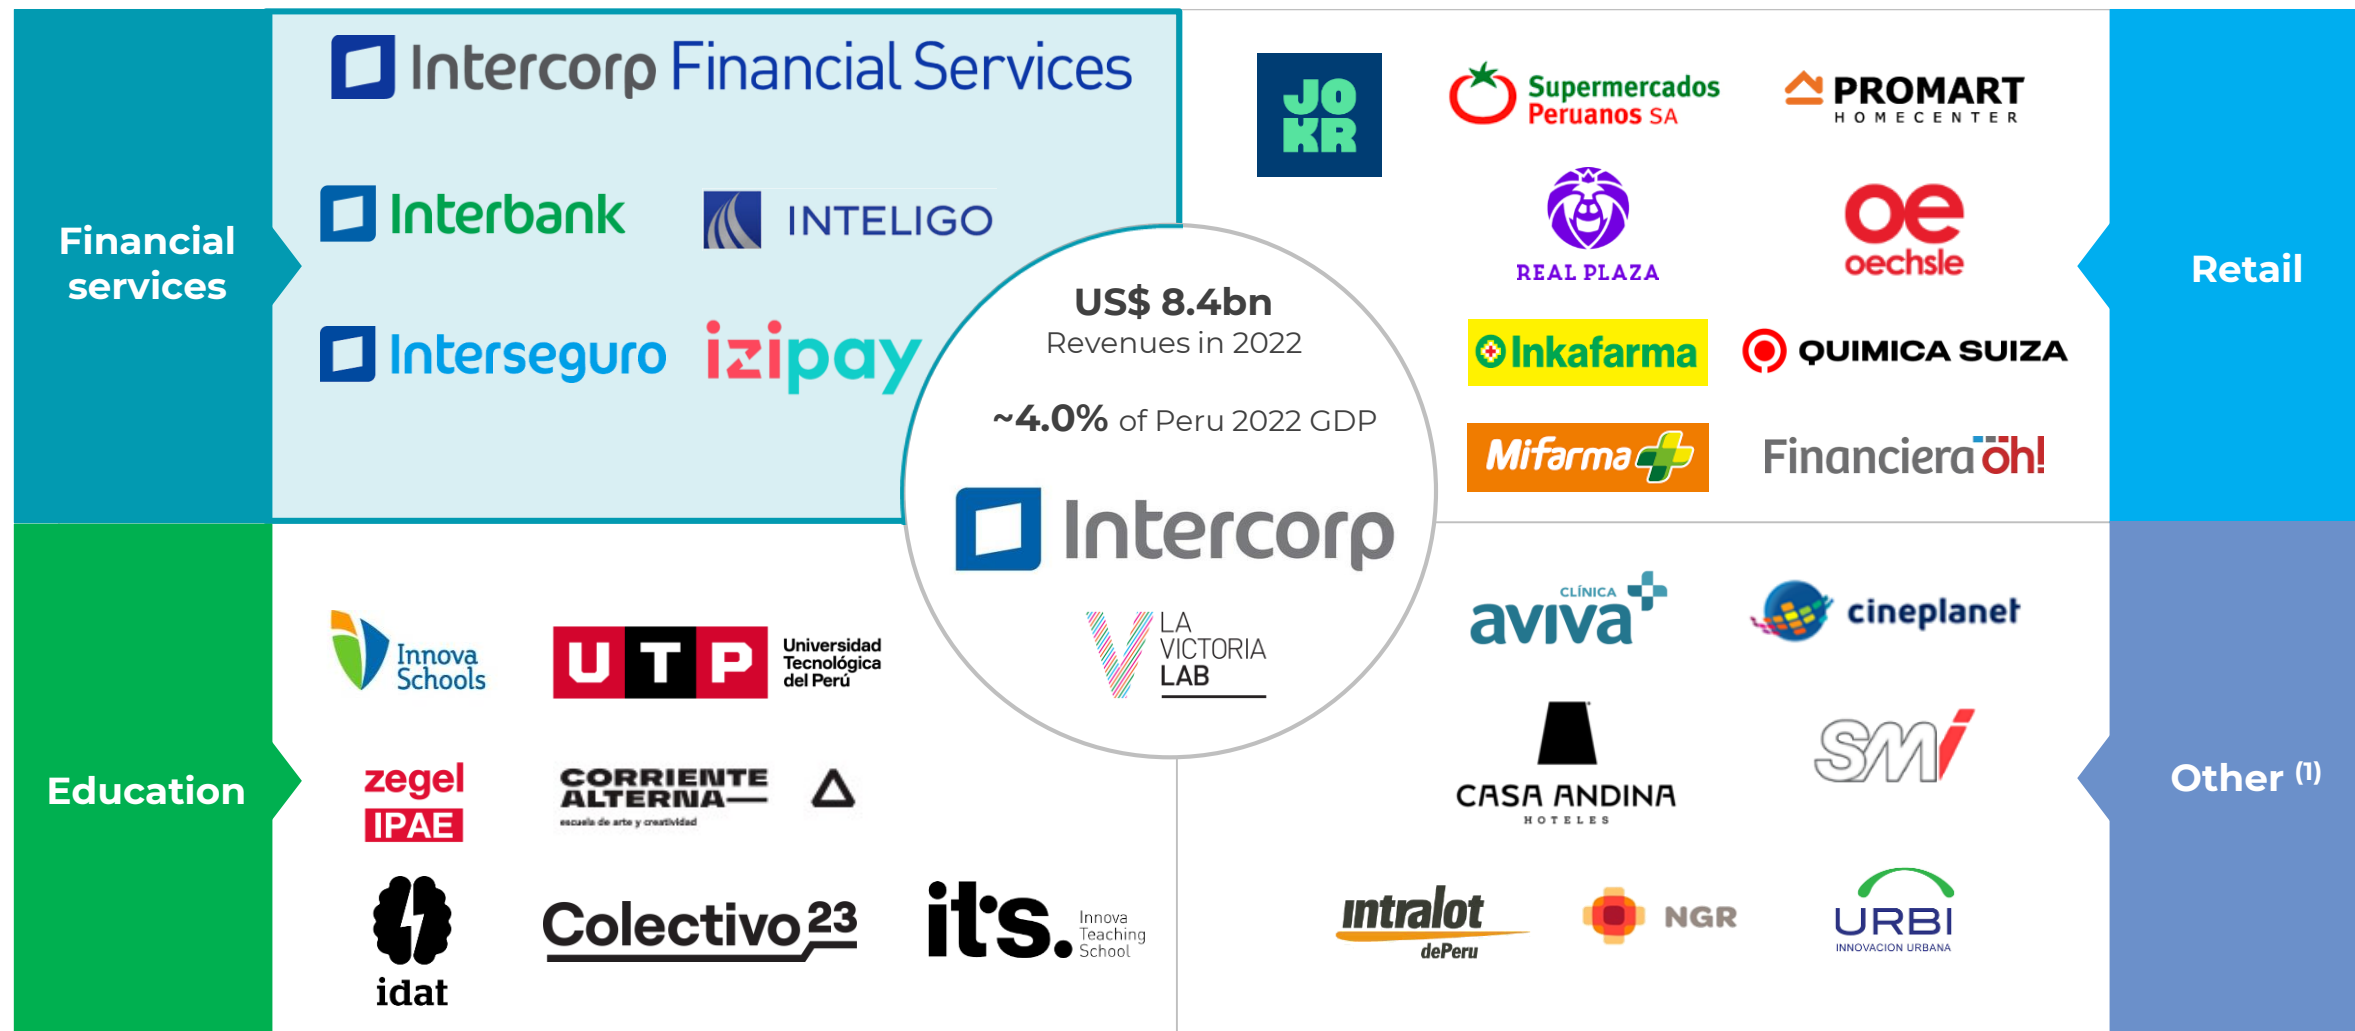 Financial
services
Intercorp Financial Services
Interbank
INTELIGO
Interseguro
izipay
JO
KR
Supermercados
Peruanos SA
PROMART
HOMECENTER
REAL PLAZA
oe
oechsle
Inkafarma
QUIMICA SUIZA
Mifarma
Financiera oh!
Retail
US$ 8.4bn
Revenues in 2022
~4.0% of Peru 2022 GDP
Intercorp
LA
VICTORIA
LAB
Education
Innova
Schools
UTP
Universidad
Tecnológica
del Perú
zegel
IPAE
CORRIENTE
ALTERNA
escuela de arte y creatividad
idat
Colectivo 23
it's.
Innova
Teaching
School
CLÍNICA
aviva
cineplanet
CASA ANDINA
HOTELES
SMi
intralot
dePeru
NGR
URBI
INNOVACION URBANA
Other (1)